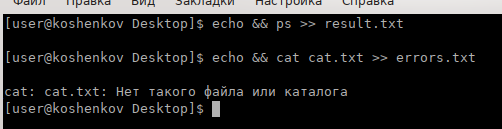 Файл Правка Вид Закладки Настройка Справка
[user@koshenkov Desktop]$ echo && ps >> result.txt
[user@koshenkov Desktop]$ echo && cat cat.txt >> errors.txt
cat: cat.txt: Нет такого файла или каталога
[user@koshenkov Desktop]$